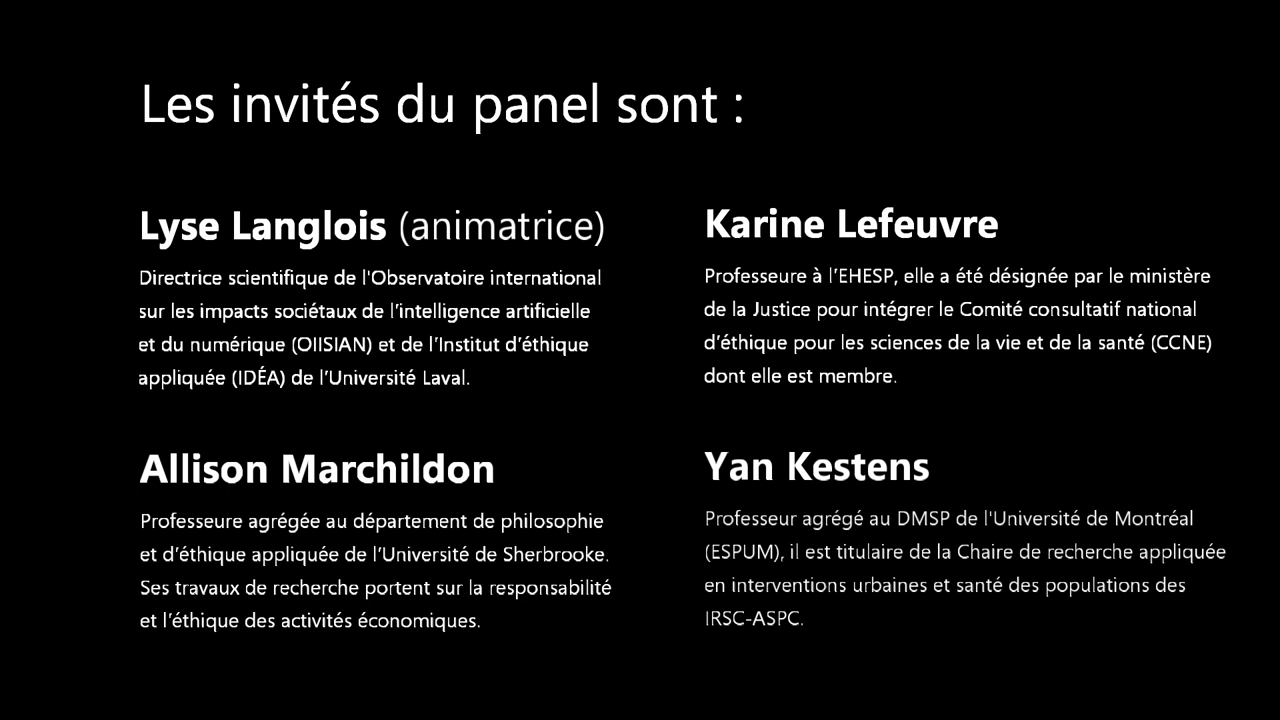 Les invités du panel sont :
Lyse Langlois (animatrice)
Directrice scientifique de l'Observatoire international
sur les impacts sociétaux de l’intelligence artificielle
et du numérique (OIISIAN) et de l’Institut d’éthique
appliquée (IDÉA) de l’Université Laval.
Karine Lefeuvre
Professeure à l’EHESP, elle a été désignée par le ministère
de la Justice pour intégrer le Comité consultatif national
d’éthique pour les sciences de la vie et de la santé (CCNE)
dont elle est membre.
Allison Marchildon
Professeure agrégée au département de philosophie
et d’éthique appliquée de l’Université de Sherbrooke.
Ses travaux de recherche portent sur la responsabilité
et l’éthique des activités économiques.
Yan Kestens
Professeur agrégé au DMSP de l'Université de Montréal
(ESPUM), il est titulaire de la Chaire de recherche appliquée
en interventions urbaines et santé des populations des
IRSC-ASPC.